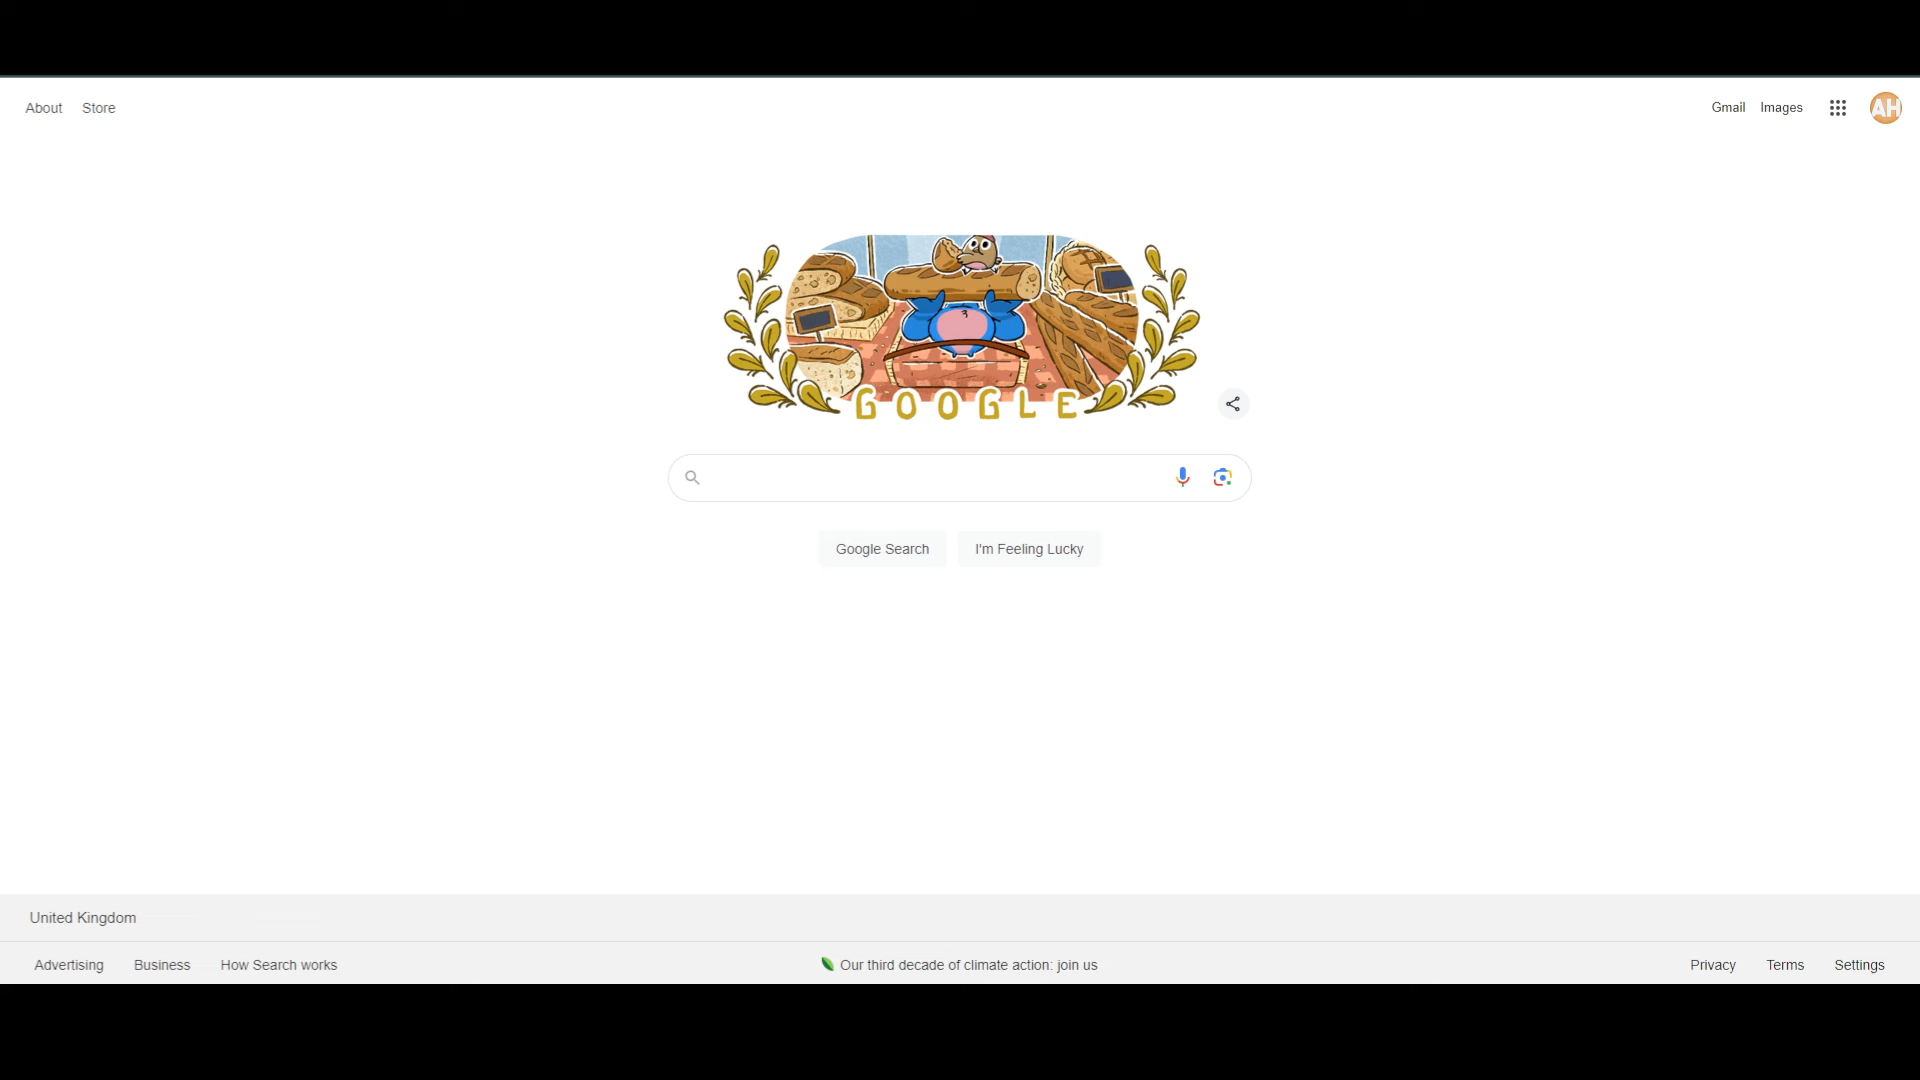 About Store
Gmail Images
AH
GOOGLE
Google Search I'm Feeling Lucky
United Kingdom
Advertising Business How Search works
Our third decade of climate action: join us
Privacy Terms Settings